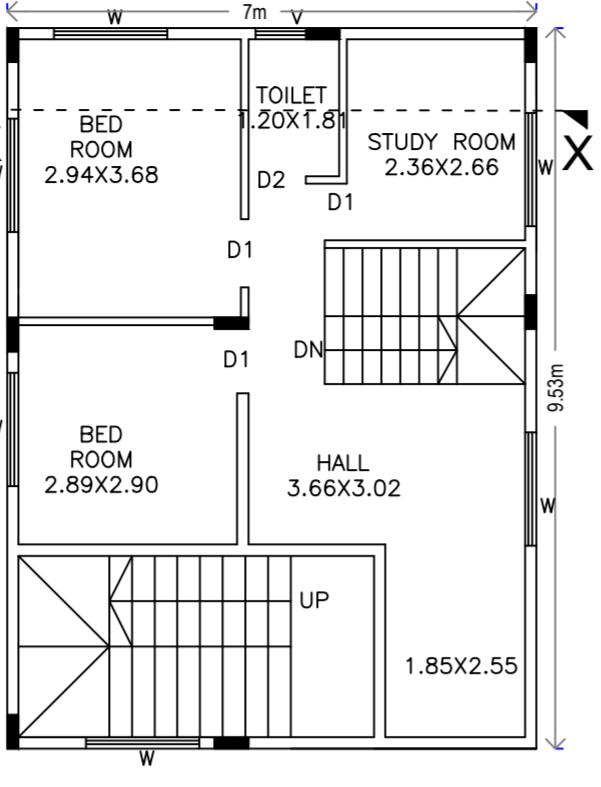 W
7m
V
TOILET
1.20X1.81
BED
ROOM
2.94X3.68
STUDY ROOM
2.36X2.66
W
X
D2
D1
D1
DN
D1
9.53m
BED
ROOM
2.89X2.90
HALL
3.66X3.02
W
UP
1.85X2.55
W